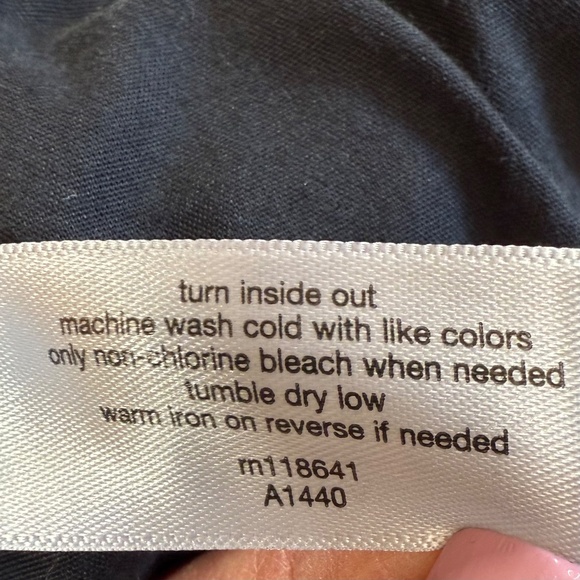 turn inside out
machine wash cold with like colors
only non-chlorine bleach when needed
tumble dry low
warm iron on reverse if needed
rn118641
A1440